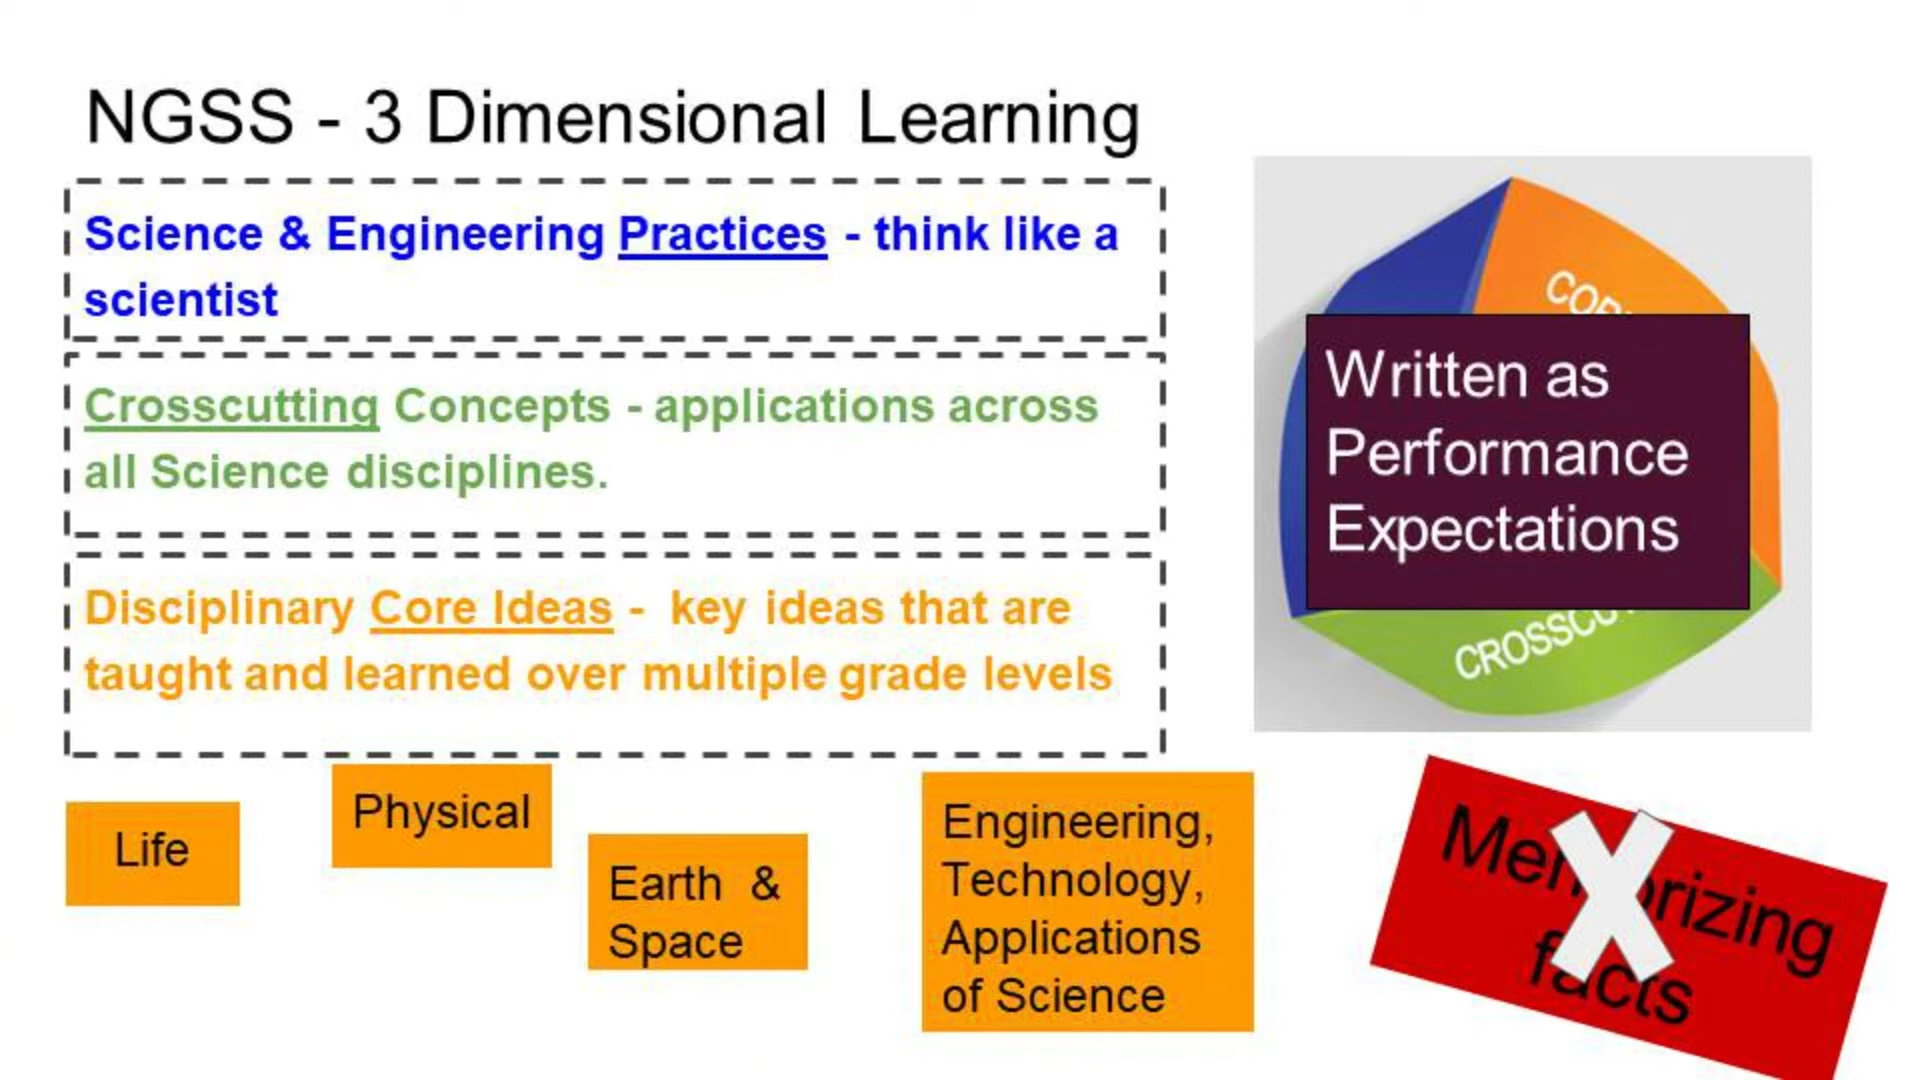 NGSS - 3 Dimensional Learning
Science & Engineering Practices - think like a
scientist
Crosscutting Concepts - applications across
all Science disciplines.
Disciplinary Core Ideas - key ideas that are
taught and learned over multiple grade levels
Written as
Performance
Expectations
Life
Physical
Earth & 
Space
Engineering,
Technology,
Applications
of Science
Memorizing
facts